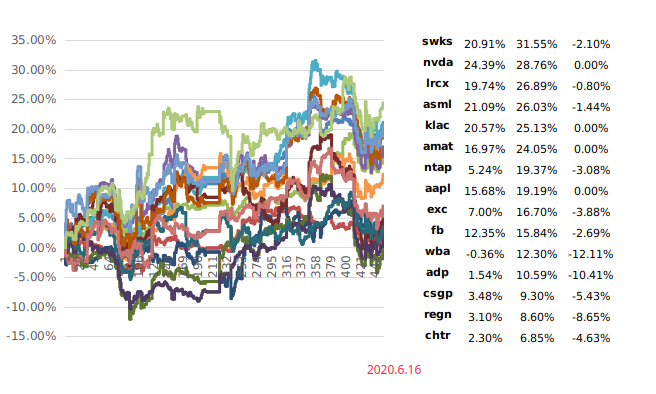 35.00%
30.00%
25.00%
20.00%
15.00%
10.00%
5.00%
0.00%
-5.00%
-10.00%
-15.00%
274
295
316
337
358
379
400
swks 20.91% 31.55% -2.10%
nvda 24.39% 28.76% 0.00%
lrcx 19.74% 26.89% -0.80%
asml 21.09% 26.03% -1.44%
klac 20.57% 25.13% 0.00%
amat 16.97% 24.05% 0.00%
ntap 5.24% 19.37% -3.08%
aapl 15.68% 19.19% 0.00%
exc 7.00% 16.70% -3.88%
fb 12.35% 15.84% -2.69%
wba -0.36% 12.30% -12.11%
adp 1.54% 10.59% -10.41%
csgp 3.48% 9.30% -5.43%
regn 3.10% 8.60% -8.65%
chtr 2.30% 6.85% -4.63%
2020.6.16